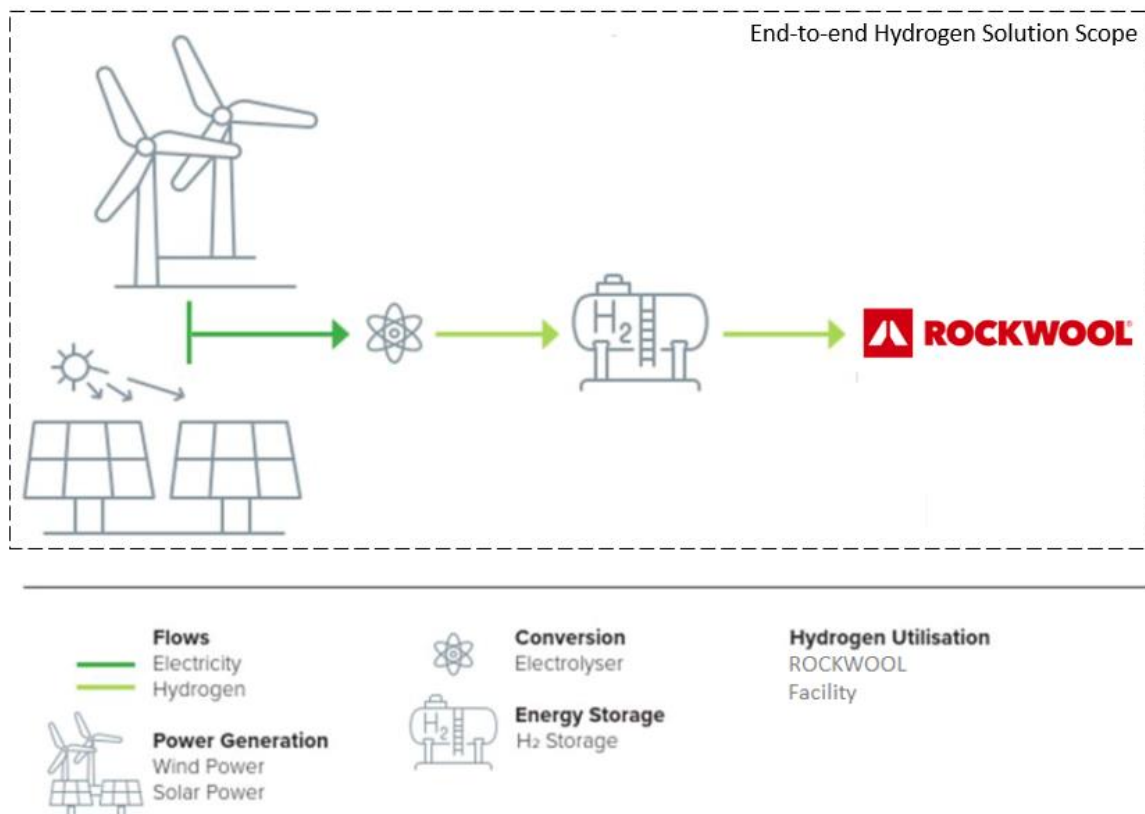 End-to-end Hydrogen Solution Scope
H2
ROCKWOOL®
Flows
Electricity
Hydrogen
Power Generation
Wind Power
Solar Power
Conversion
Electrolyser
H2
Energy Storage
H2 Storage
Hydrogen Utilisation
ROCKWOOL
Facility